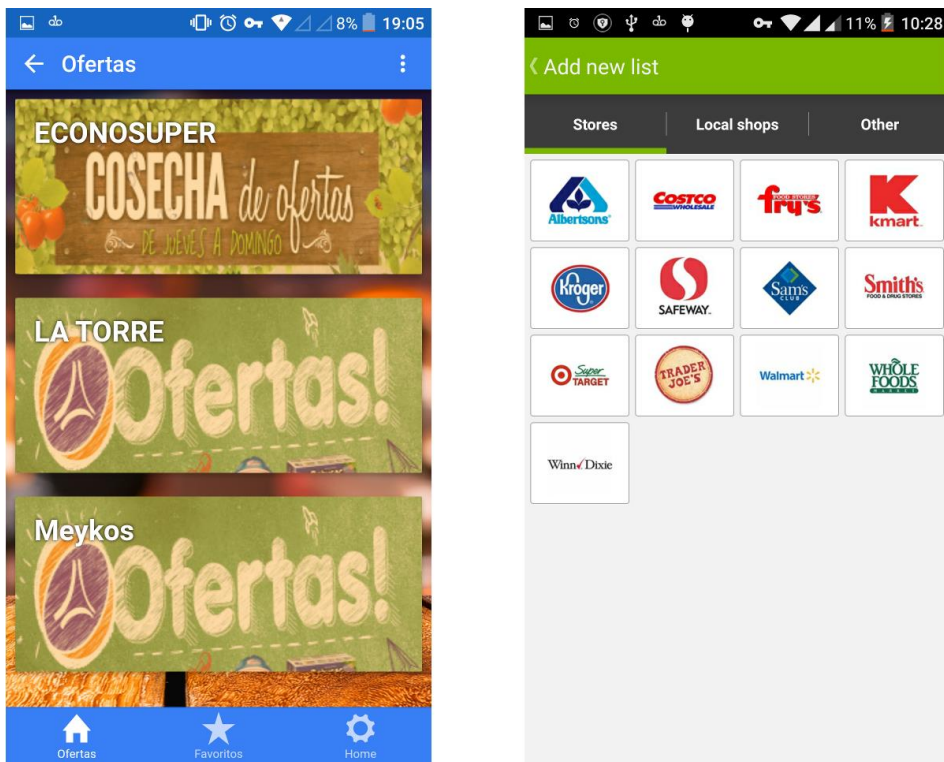 8% 19:05
Ofertas
ECONOSUPER
COSECHA de ofertas
DE JUEVES A DOMINGO
LA TORRE
Ofertas!
Meykos
Ofertas!
Ofertas Favoritos Home
11% 10:28
Add new list
Stores Local shops Other
Albertsons
COSTCO WHOLESALE
fry's FOOD STORES
K kmart
Kroger
SAFEWAY
Sam's CLUB
Smith's FOOD & DRUG STORES
Super TARGET
TRADER JOE'S
Walmart
WHOLE FOODS MARKET
Winn Dixie